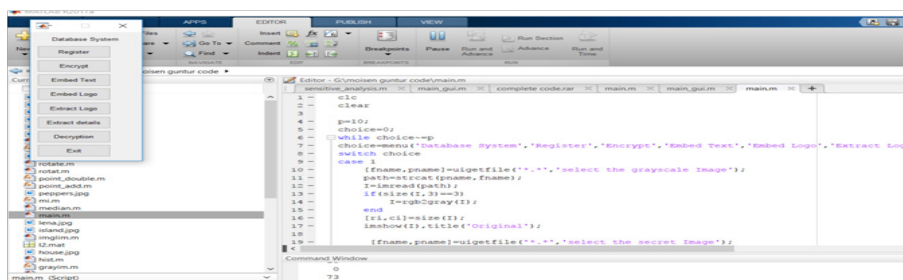 MATLAB R2017a
APPS EDITOR PUBLISH VIEW
Insert fx
Go To Comment
Find Indent
Breakpoints Pause Run and Advance Run Section Advance Run and Time
NAVIGATE EDIT BREAKPOINTS RUN
Database System
Register
Encrypt
Embed Text
Embed Logo
Extract Logo
Extract details
Decryption
Exit
moisen guntur code
rotate.m
rotat.m
point_double.m
point_add.m
peppers.jpg
mi.m
median.m
main.m
lena.jpg
island.jpg
imglim.m
I2.mat
house.jpg
hist.m
grayim.m
main.m (Script)
Editor - G:\moisen guntur code\main.m
sensitive_analysis.m main_gui.m complete code.rar main.m main_gui.m main.m
1 clc
2 clear
3
4 p=10;
5 choice=0;
6 while choice~=p
7 choice=menu('Database System','Register','Encrypt','Embed Text','Embed Logo','Extract Log
8 switch choice
9 case 1
10 [fname,pname]=uigetfile('*.*','select the grayscale Image');
11 path=strcat(pname,fname);
12 I=imread(path);
13 if(size(I,3)==3)
14 I=rgb2gray(I);
15 end
16 [ri,ci]=size(I);
17 imshow(I),title('Original');
18
19 [fname,pname]=uigetfile('*.*','select the secret Image');
Command Window
0
73